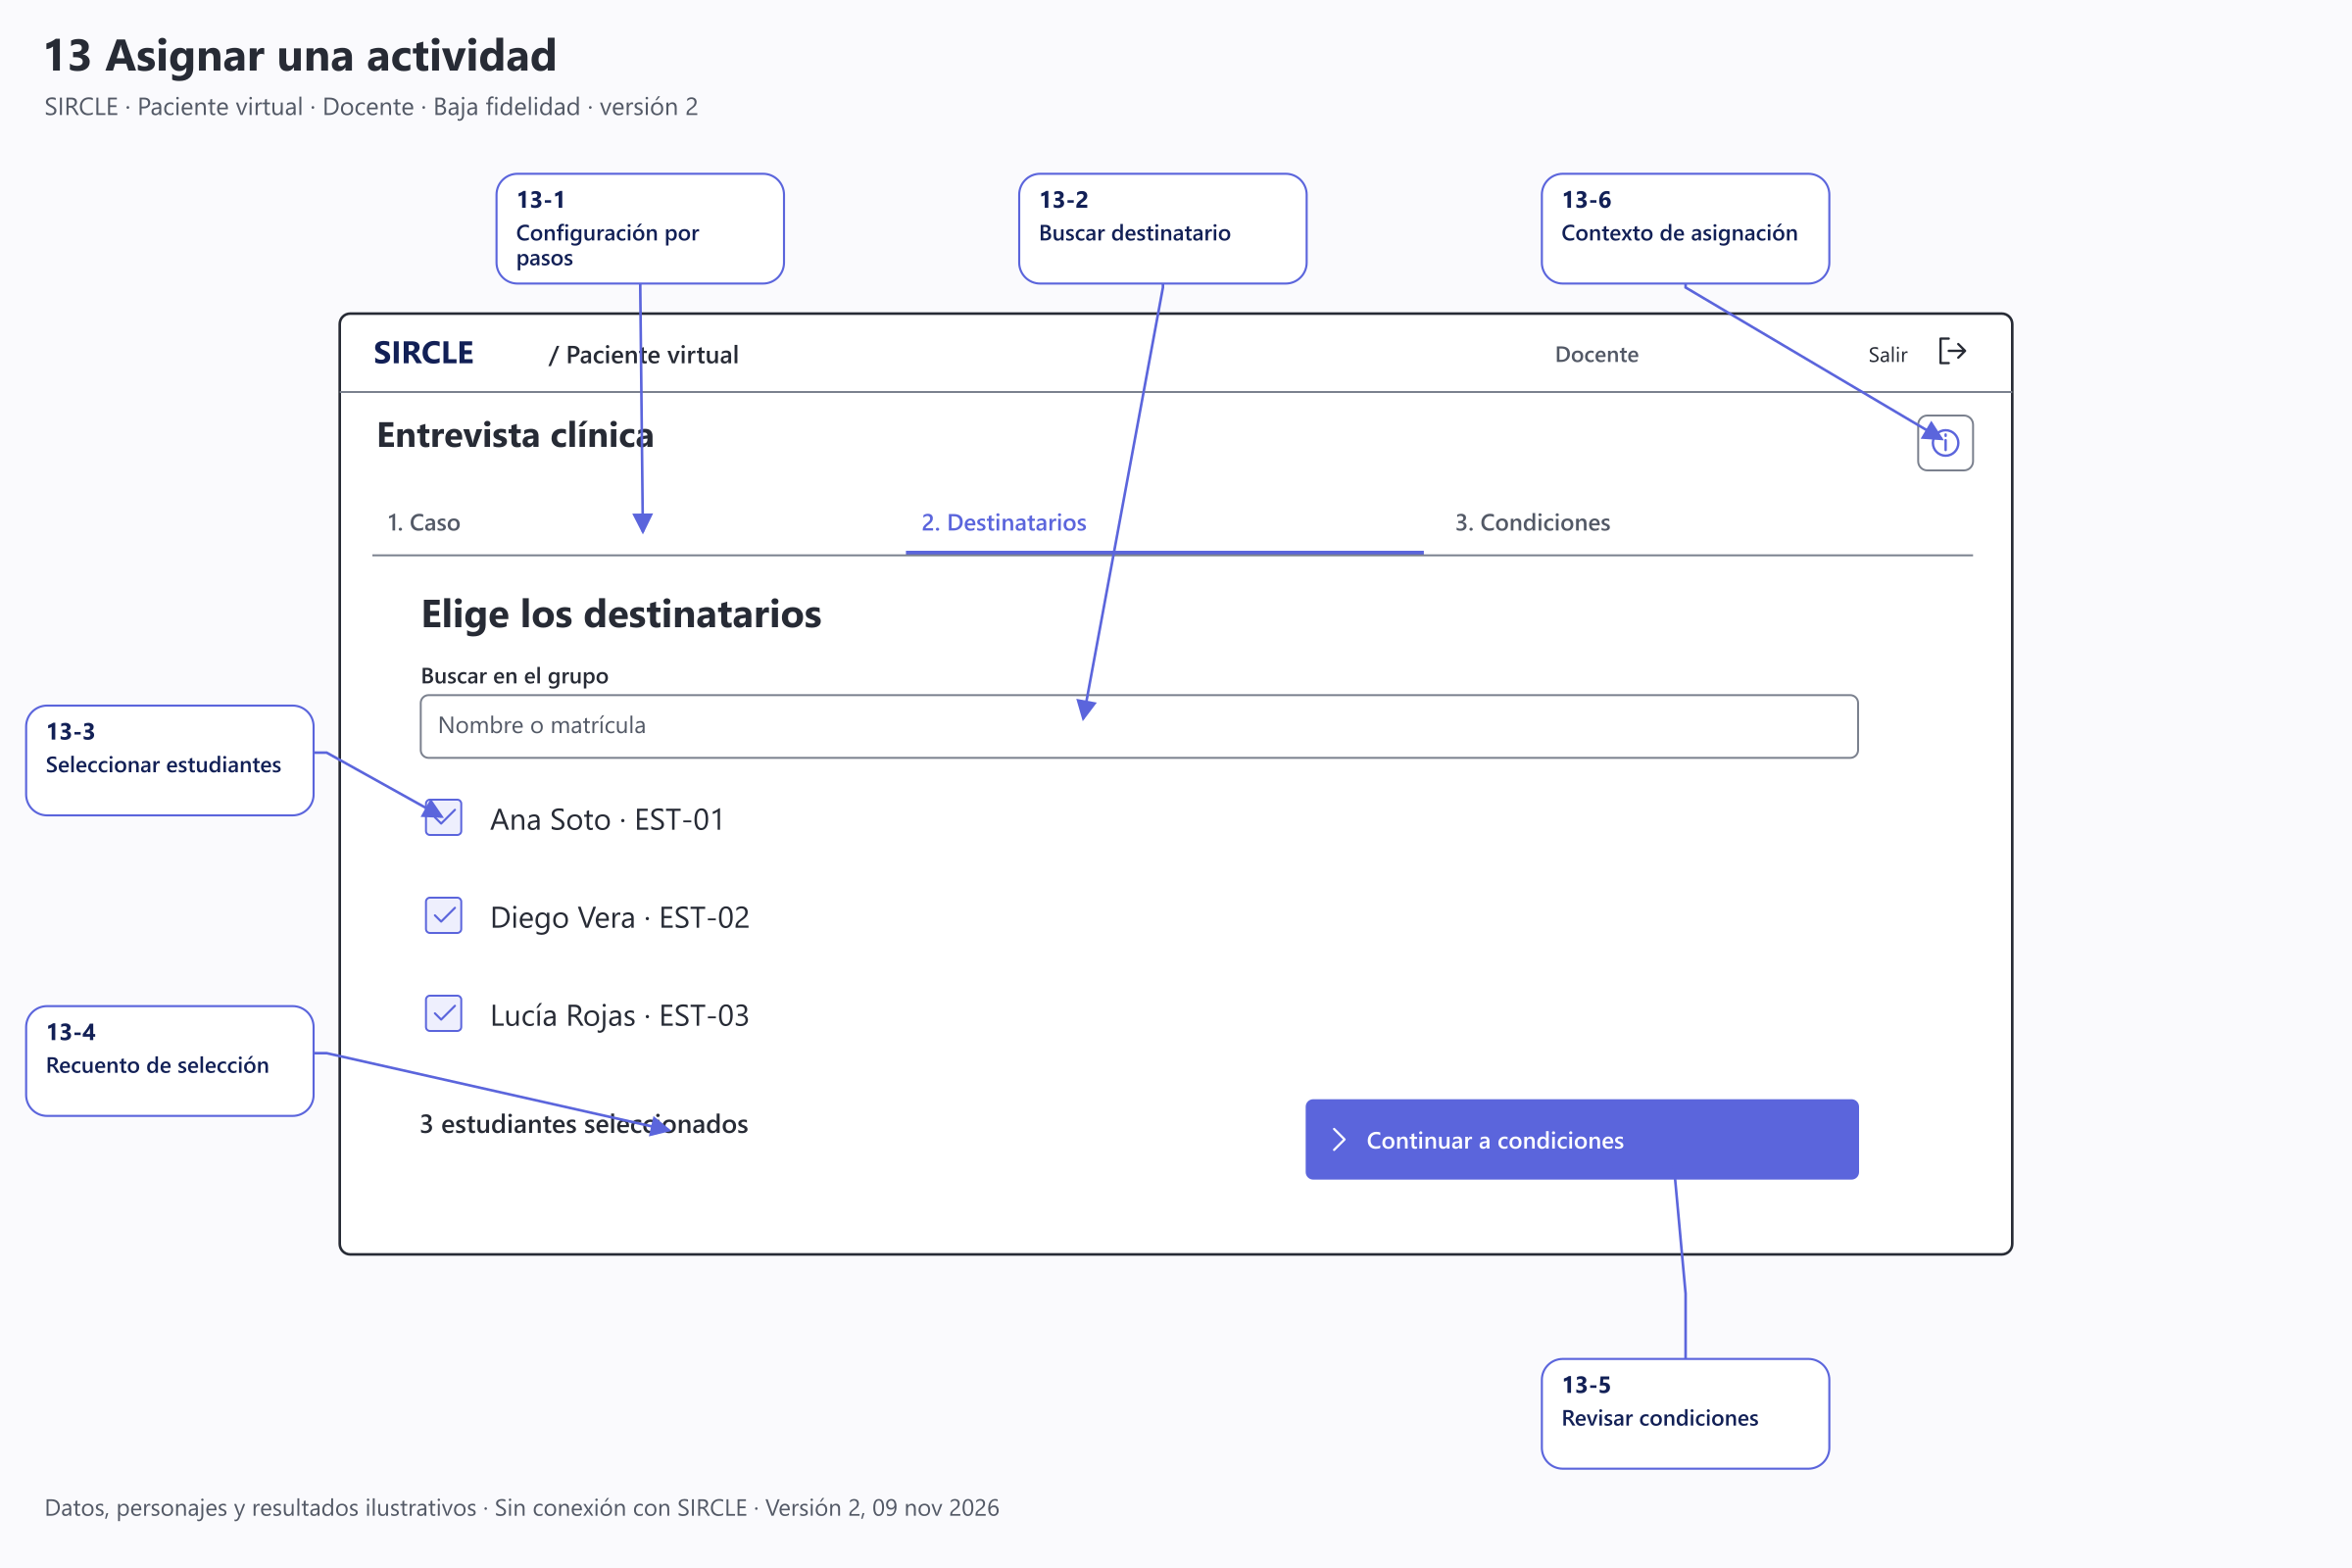 13 Asignar una actividad
SIRCLE · Paciente virtual · Docente · Baja fidelidad · versión 2
13-1
Configuración por
pasos
13-2
Buscar destinatario
13-6
Contexto de asignación
SIRCLE / Paciente virtual Docente Salir
Entrevista clínica
1. Caso 2. Destinatarios 3. Condiciones
Elige los destinatarios
Buscar en el grupo
Nombre o matrícula
13-3
Seleccionar estudiantes
Ana Soto · EST-01
Diego Vera · EST-02
Lucía Rojas · EST-03
13-4
Recuento de selección
3 estudiantes seleccionados
Continuar a condiciones
13-5
Revisar condiciones
Datos, personajes y resultados ilustrativos · Sin conexión con SIRCLE · Versión 2, 09 nov 2026